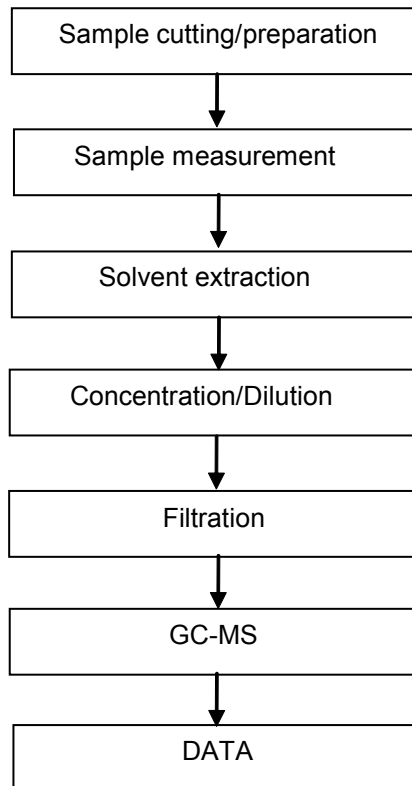 Sample cutting/preparation
Sample measurement
Solvent extraction
Concentration/Dilution
Filtration
GC-MS
DATA